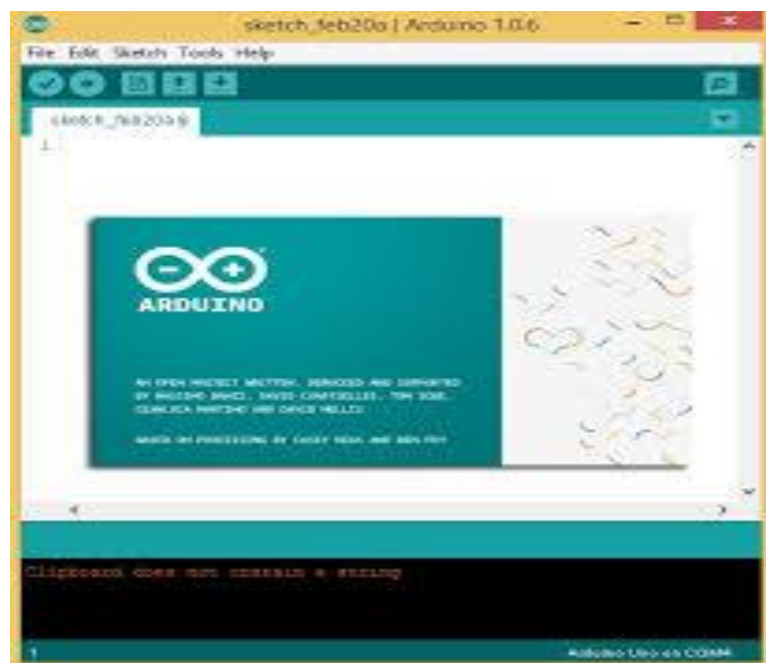 sketch_feb20a | Arduino 1.0.6
File Edit Sketch Tools Help
sketch_feb20a §
1
ARDUINO
AN OPEN PROJECT WRITTEN, DEBUGGED AND SUPPORTED
BY MASSIMO BANZI, DAVID CUARTIELLES, TOM IGOE,
GIANLUCA MARTINO AND DAVID MELLIS
BASED ON PROCESSING BY CASEY REAS AND BEN FRY
Clipboard does not contain a string
1
Arduino Uno on COM4